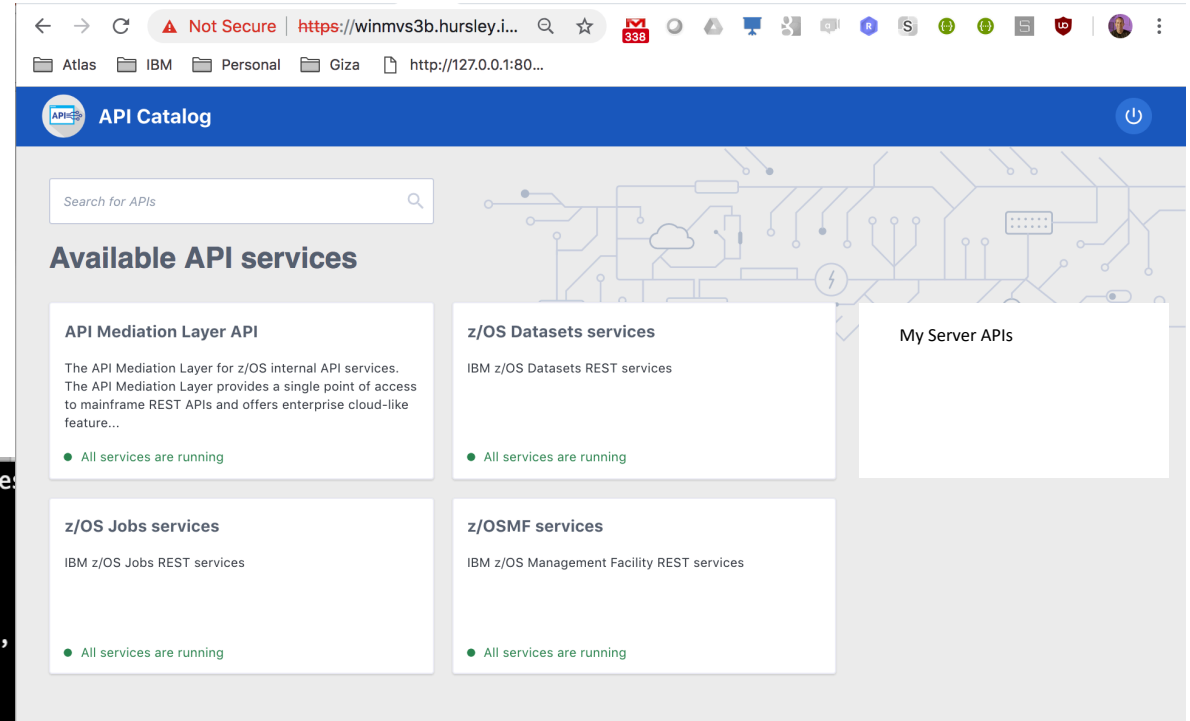 Not Secure | https://winmvs3b.hursley.i...
338
Atlas IBM Personal Giza http://127.0.0.1:80...
API API Catalog
Search for APIs
Available API services
API Mediation Layer API
The API Mediation Layer for z/OS internal API services.
The API Mediation Layer provides a single point of access
to mainframe REST APIs and offers enterprise cloud-like
feature...
All services are running
z/OS Datasets services
IBM z/OS Datasets REST services
All services are running
My Server APIs
z/OS Jobs services
IBM z/OS Jobs REST services
All services are running
z/OSMF services
IBM z/OS Management Facility REST services
All services are running